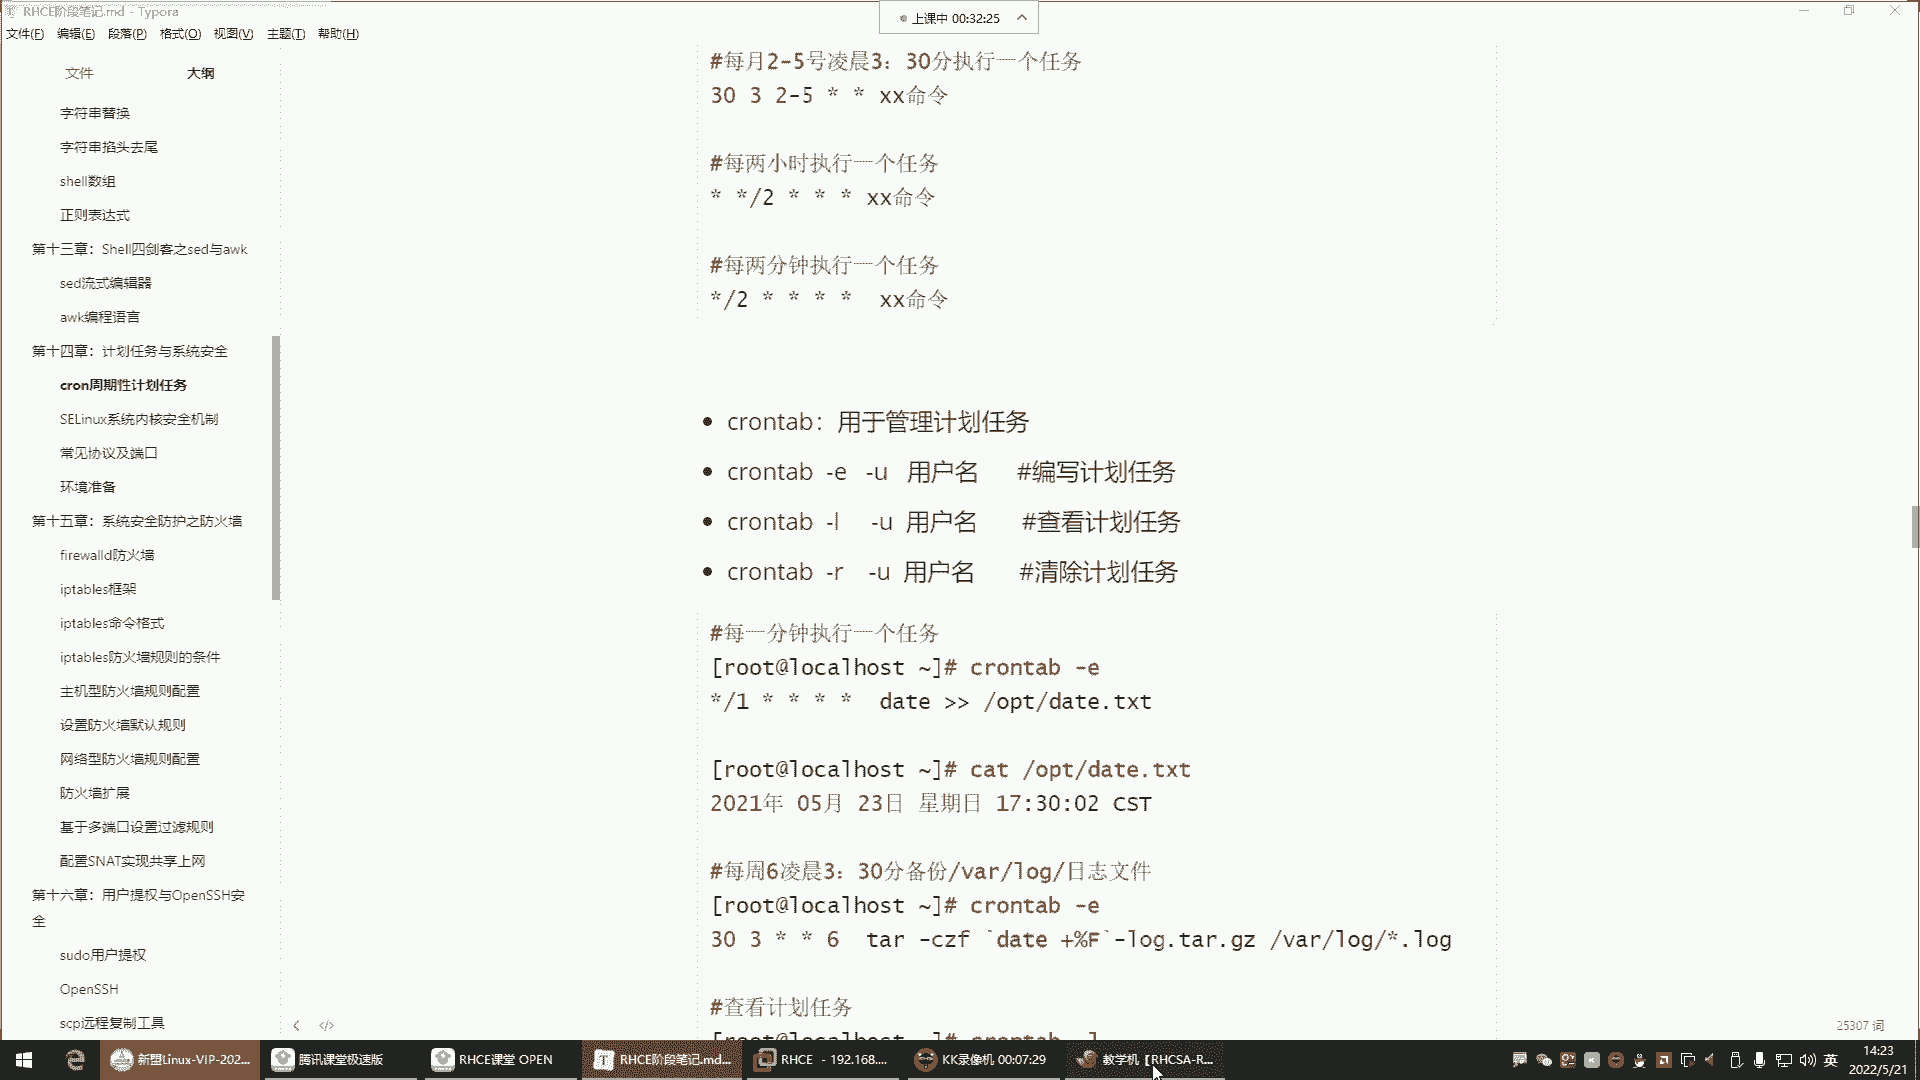 RHCE阶段笔记.md - Typora
上课中 00:32:25
文件(F) 编辑(E) 段落(P) 格式(O) 视图(V) 主题(T) 帮助(H)
文件 大纲
字符串替换
字符串掐头去尾
shell数组
正则表达式
第十三章：Shell四剑客之sed与awk
sed流式编辑器
awk编程语言
第十四章：计划任务与系统安全
cron周期性计划任务
SELinux系统内核安全机制
常见协议及端口
环境准备
第十五章：系统安全防护之防火墙
firewalld防火墙
iptables框架
iptables命令格式
iptables防火墙规则的条件
主机型防火墙规则配置
设置防火墙默认规则
网络型防火墙规则配置
防火墙扩展
基于多端口设置过滤规则
配置SNAT实现共享上网
第十六章：用户提权与OpenSSH安
全
sudo用户提权
OpenSSH
scp远程复制工具
#每月2-5号凌晨3：30分执行一个任务
30 3 2-5 * * xx命令
#每两小时执行一个任务
* */2 * * * xx命令
#每两分钟执行一个任务
*/2 * * * * xx命令
• crontab：用于管理计划任务
• crontab -e -u 用户名 #编写计划任务
• crontab -l -u 用户名 #查看计划任务
• crontab -r -u 用户名 #清除计划任务
#每一分钟执行一个任务
[root@localhost ~]# crontab -e
*/1 * * * * date >> /opt/date.txt
[root@localhost ~]# cat /opt/date.txt
2021年 05月 23日 星期日 17:30:02 CST
#每周6凌晨3：30分备份/var/log/日志文件
[root@localhost ~]# crontab -e
30 3 * * 6 tar -czf `date +%F`-log.tar.gz /var/log/*.log
#查看计划任务
[root@localhost ~]# crontab -l
25307 词
新盟Linux-VIP-202... 腾讯课堂极速版 RHCE课堂 OPEN RHCE阶段笔记.md... RHCE - 192.168.... KK录像机 00:07:29 教学机【RHCSA-R... 英 14:23
2022/5/21